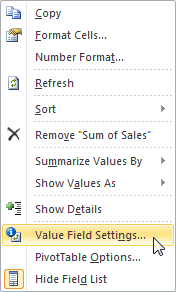 Copy
Format Cells...
Number Format...
Refresh
Sort
Remove "Sum of Sales"
Summarize Values By
Show Values As
Show Details
Value Field Settings...
PivotTable Options...
Hide Field List